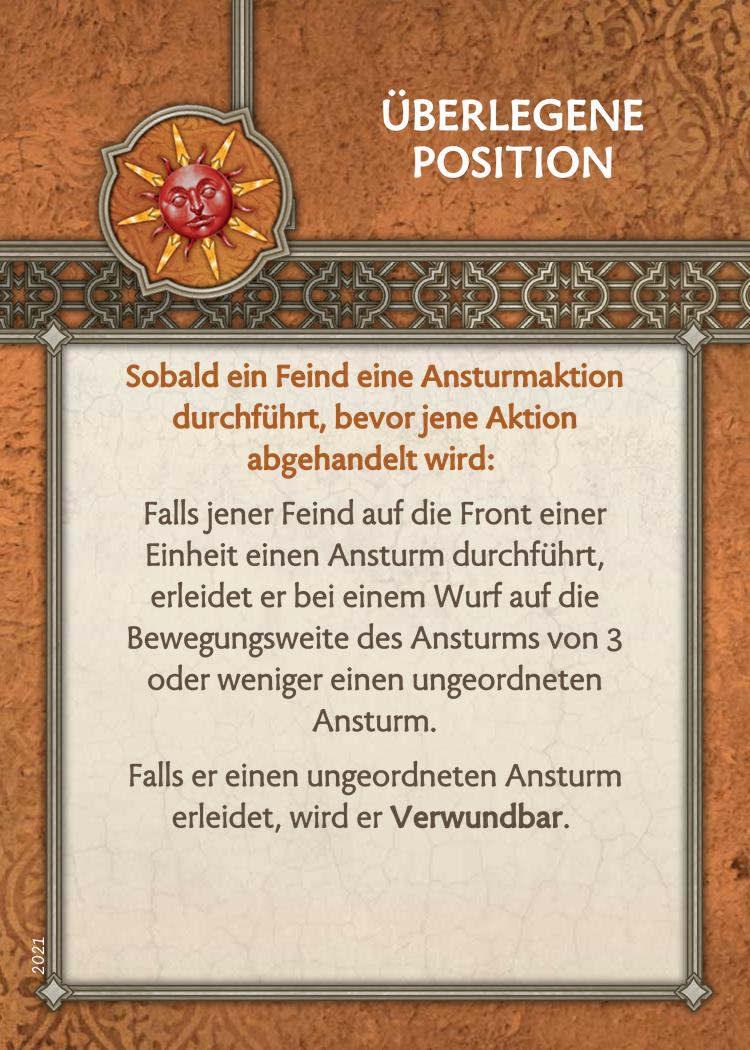 ÜBERLEGENE
POSITION
Sobald ein Feind eine Ansturmaktion
durchführt, bevor jene Aktion
abgehandelt wird:
Falls jener Feind auf die Front einer
Einheit einen Ansturm durchführt,
erleidet er bei einem Wurf auf die
Bewegungsweite des Ansturms von 3
oder weniger einen ungeordneten
Ansturm.
Falls er einen ungeordneten Ansturm
erleidet, wird er Verwundbar.
2021